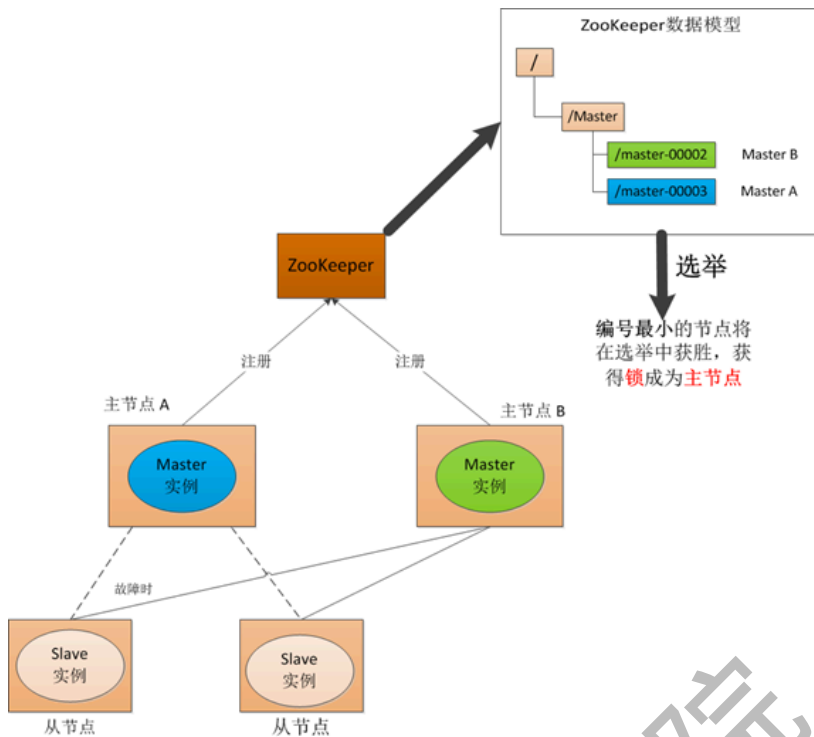 ZooKeeper数据模型
/
/Master
/master-00002 Master B
/master-00003 Master A
ZooKeeper
选举
编号最小的节点将
在选举中获胜，获
得锁成为主节点
注册
注册
主节点 A
主节点 B
Master
实例
Master
实例
故障时
Slave
实例
Slave
实例
从节点
从节点
院